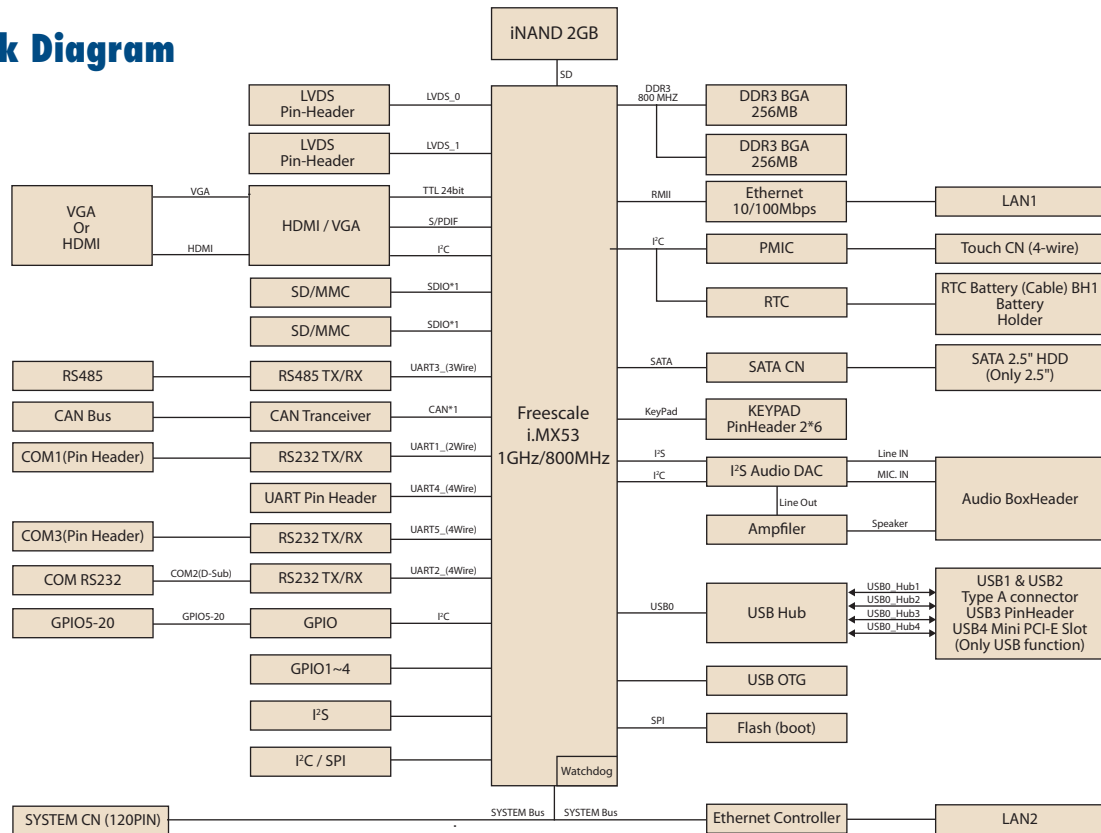 k Diagram
iNAND 2GB
SD
LVDS
Pin-Header
LVDS_0
DDR3
800 MHZ
DDR3 BGA
256MB
LVDS
Pin-Header
LVDS_1
DDR3 BGA
256MB
VGA
Or
HDMI
VGA
HDMI
HDMI / VGA
TTL 24bit
S/PDIF
I²C
RMII
Ethernet
10/100Mbps
LAN1
I²C
PMIC
Touch CN (4-wire)
SD/MMC
SDIO*1
RTC
RTC Battery (Cable) BH1
Battery
Holder
SD/MMC
SDIO*1
RS485
RS485 TX/RX
UART3_(3Wire)
SATA
SATA CN
SATA 2.5" HDD
(Only 2.5")
CAN Bus
CAN Tranceiver
CAN*1
Freescale
i.MX53
1GHz/800MHz
KeyPad
KEYPAD
PinHeader 2*6
COM1(Pin Header)
RS232 TX/RX
UART1_(2Wire)
I²S
I²C
I²S Audio DAC
Line IN
MIC. IN
Audio BoxHeader
UART Pin Header
UART4_(4Wire)
Line Out
COM3(Pin Header)
RS232 TX/RX
UART5_(4Wire)
Ampfiler
Speaker
COM RS232
COM2(D-Sub)
RS232 TX/RX
UART2_(4Wire)
GPIO5-20
GPIO5-20
GPIO
I²C
USB0
USB Hub
USB0_Hub1
USB0_Hub2
USB0_Hub3
USB0_Hub4
USB1 & USB2
Type A connector
USB3 PinHeader
USB4 Mini PCI-E Slot
(Only USB function)
GPIO1~4
USB OTG
I²S
SPI
Flash (boot)
I²C / SPI
Watchdog
SYSTEM CN (120PIN)
SYSTEM Bus
SYSTEM Bus
Ethernet Controller
LAN2